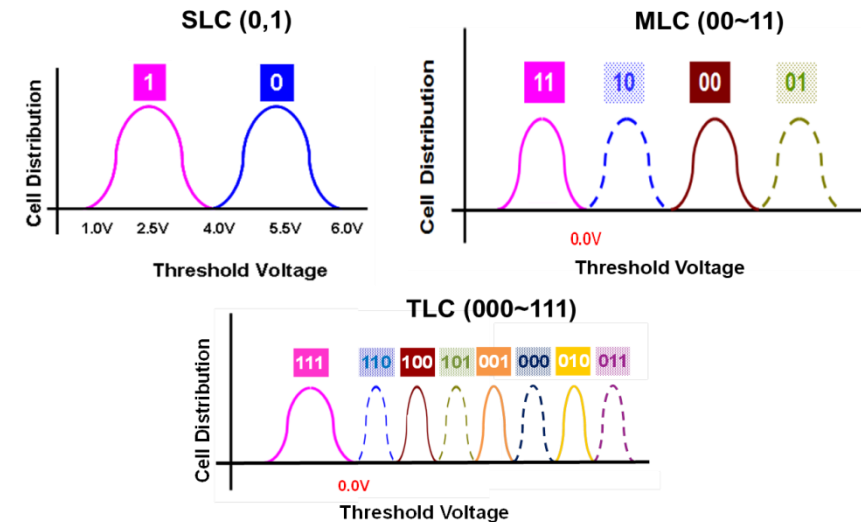 SLC (0,1)
1 0
Cell Distribution
1.0V 2.5V 4.0V 5.5V 6.0V
Threshold Voltage
MLC (00~11)
11 10 00 01
Cell Distribution
0.0V
Threshold Voltage
TLC (000~111)
111 110 100 101 001 000 010 011
Cell Distribution
0.0V
Threshold Voltage